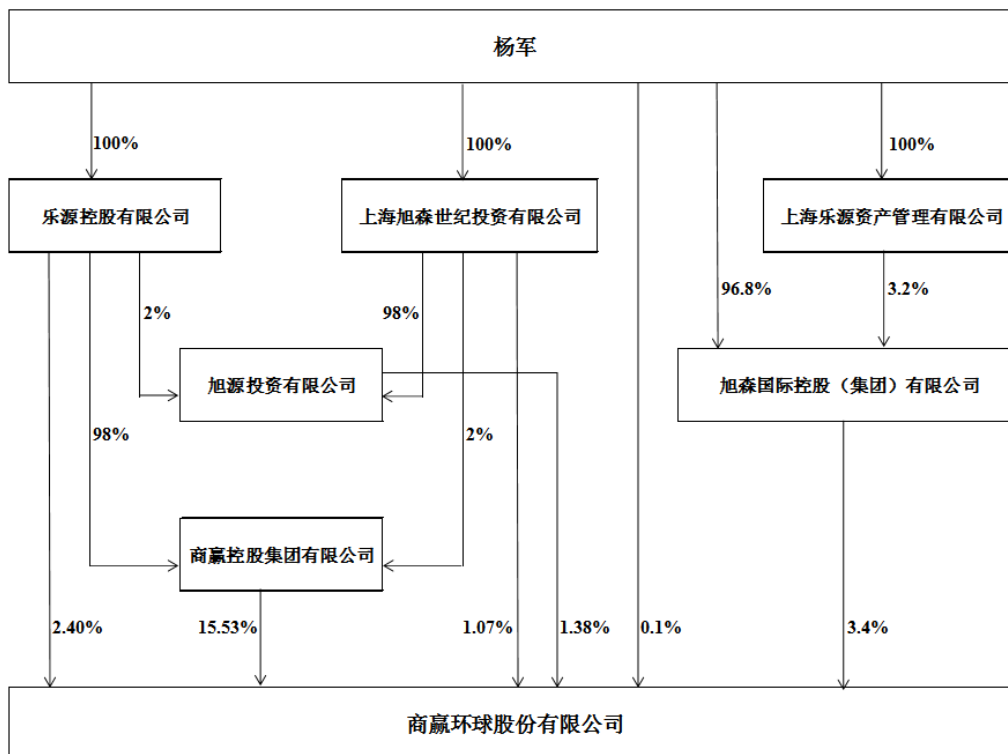 杨军
100%
100%
100%
乐源控股有限公司
上海旭森世纪投资有限公司
上海乐源资产管理有限公司
2%
98%
96.8%
3.2%
旭源投资有限公司
旭森国际控股（集团）有限公司
98%
2%
商赢控股集团有限公司
2.40%
15.53%
1.07%
1.38%
0.1%
3.4%
商赢环球股份有限公司